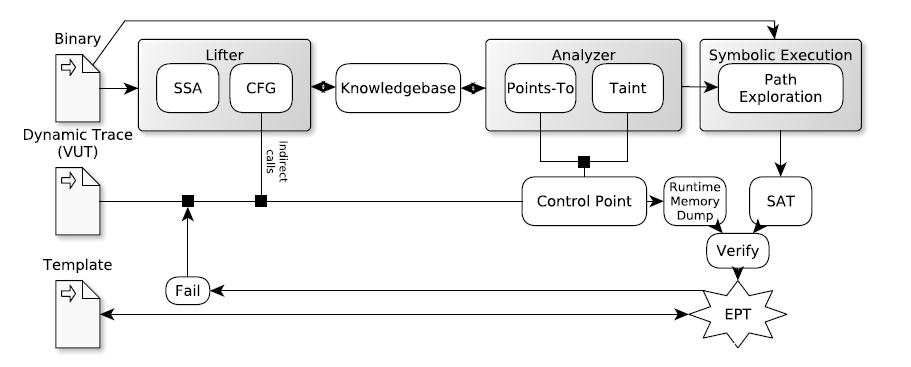 Binary
Lifter
SSA
CFG
Knowledgebase
Analyzer
Points-To
Taint
Symbolic Execution
Path
Exploration
Dynamic Trace
(VUT)
Indirect
calls
Control Point
Runtime
Memory
Dump
SAT
Verify
Template
Fail
EPT